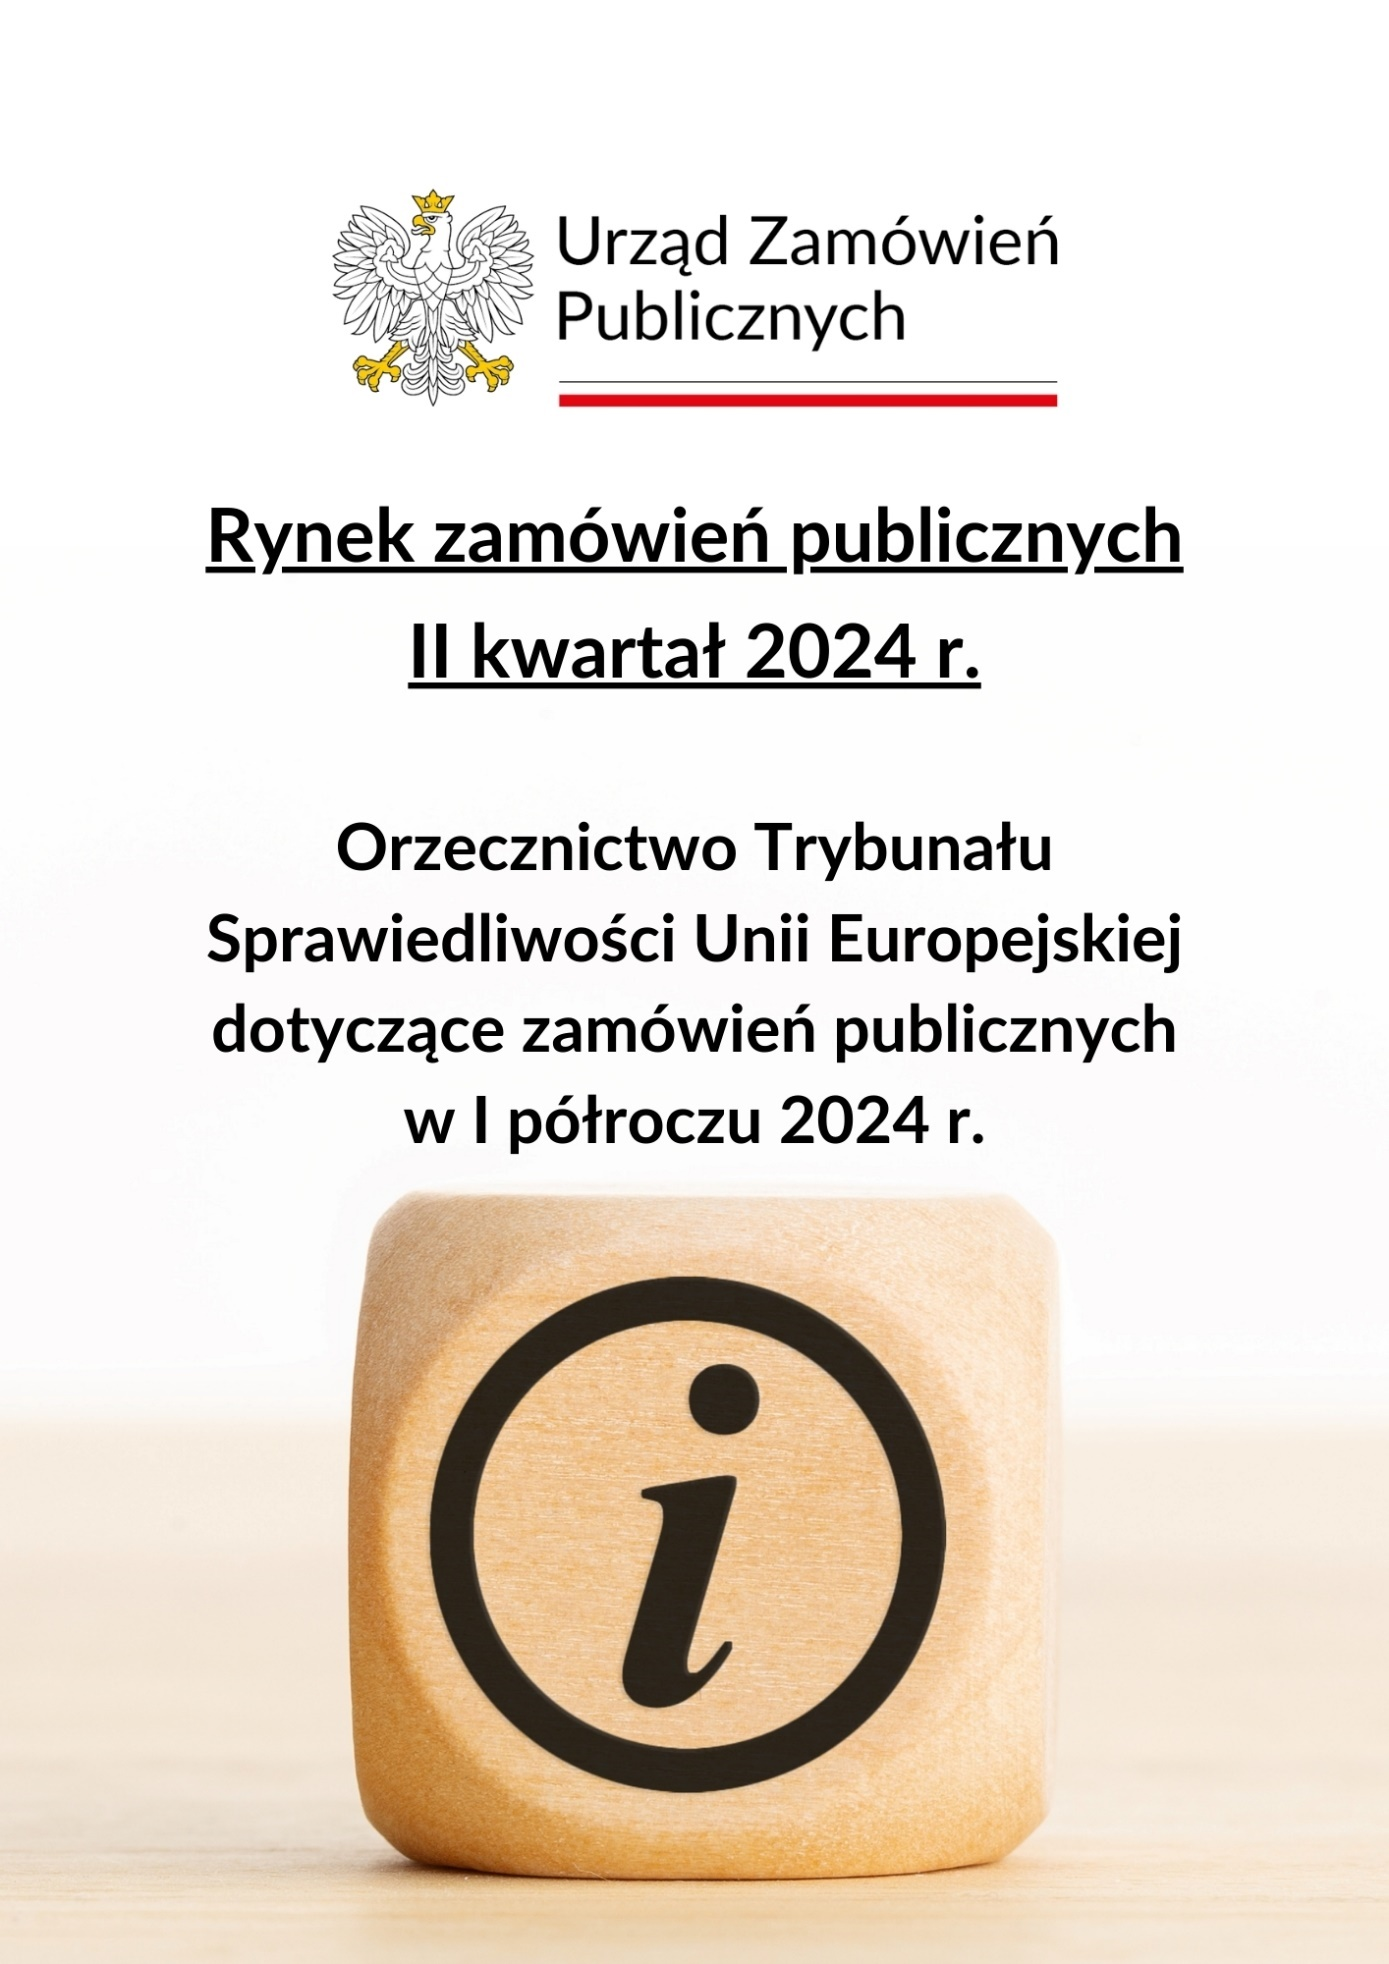 Urząd Zamówień
Publicznych
Rynek zamówień publicznych
II kwartał 2024 r.
Orzecznictwo Trybunału
Sprawiedliwości Unii Europejskiej
dotyczące zamówień publicznych
w I półroczu 2024 r.
i